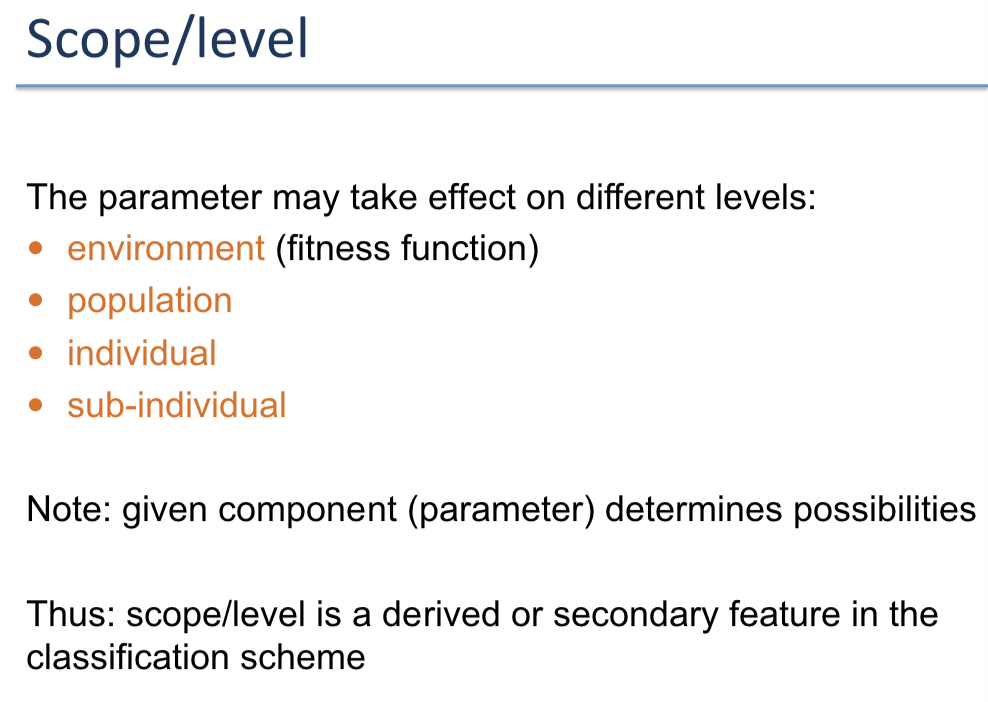 Scope/level
The parameter may take effect on different levels:
• environment (fitness function)
• population
• individual
• sub-individual
Note: given component (parameter) determines possibilities
Thus: scope/level is a derived or secondary feature in the
classification scheme